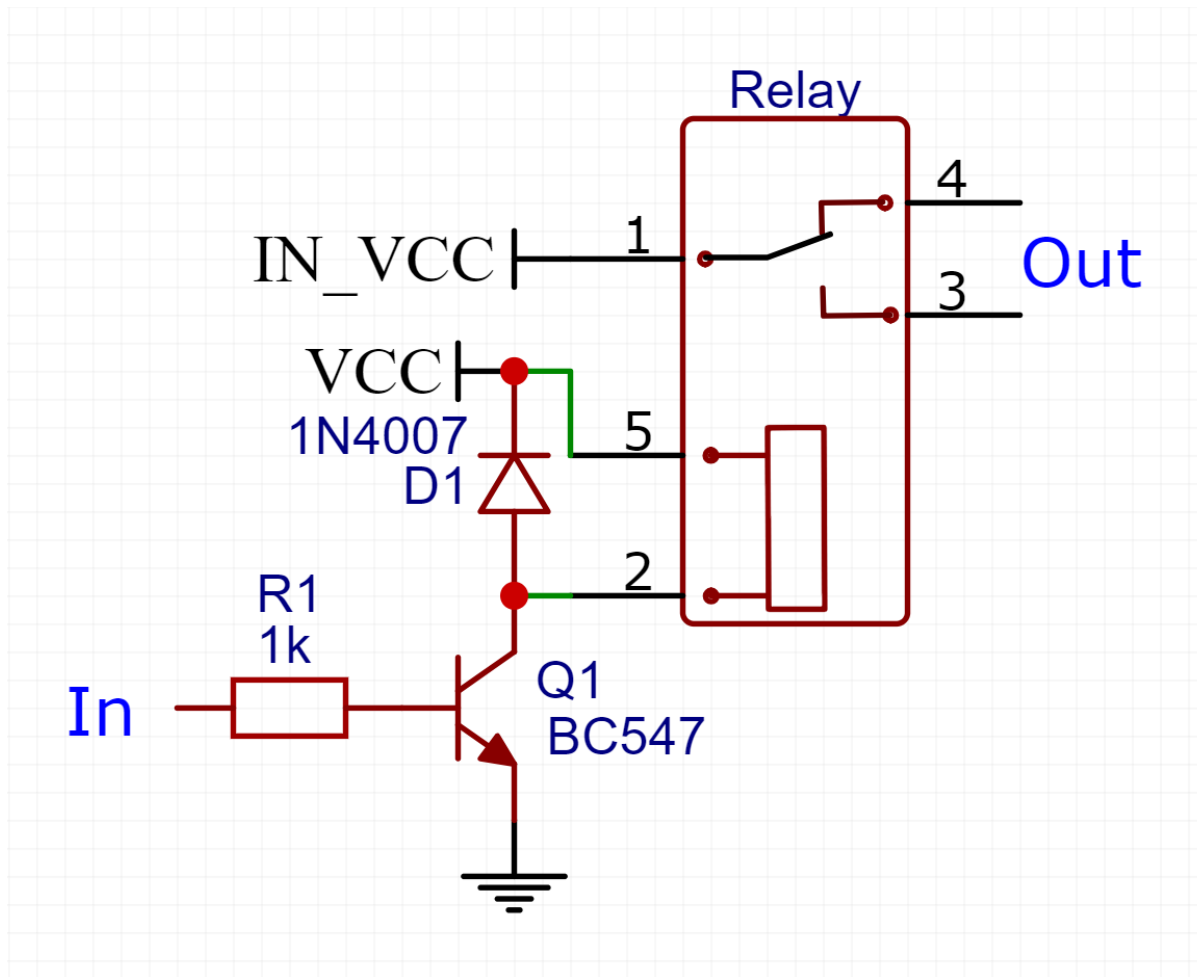 Relay
4
1
IN_VCC
Out
3
VCC
1N4007
5
D1
2
R1
1k
Q1
In
BC547